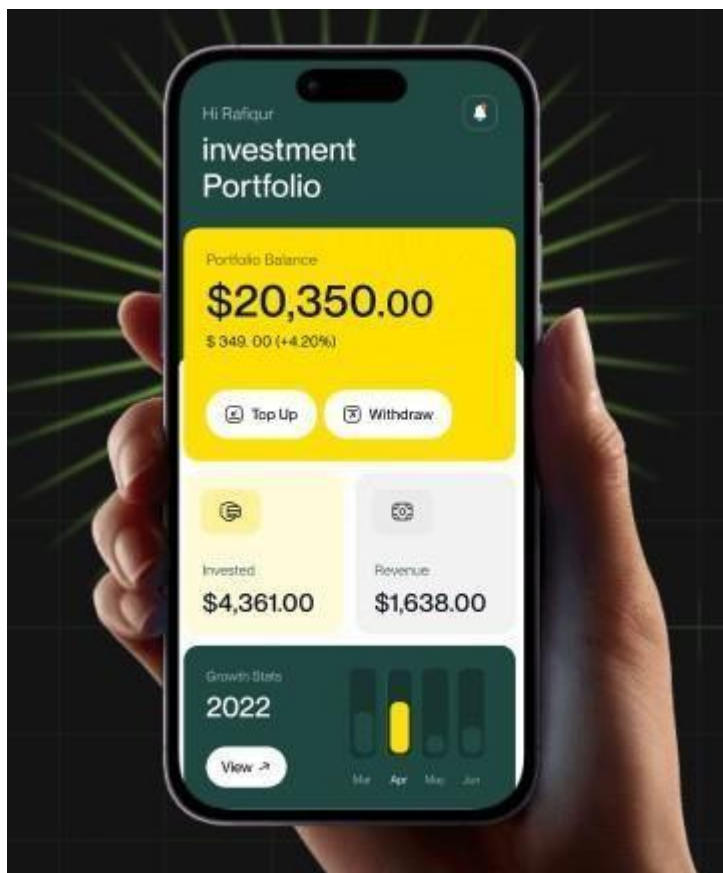 Hi Rafiqur
investment
Portfolio
Portfolio Balance
$20,350.00
$ 349. 00 (+4.20%)
Top Up
Withdraw
Invested
Revenue
$4,361.00
$1,638.00
Growth Stats
2022
View
Mar Apr May Jun